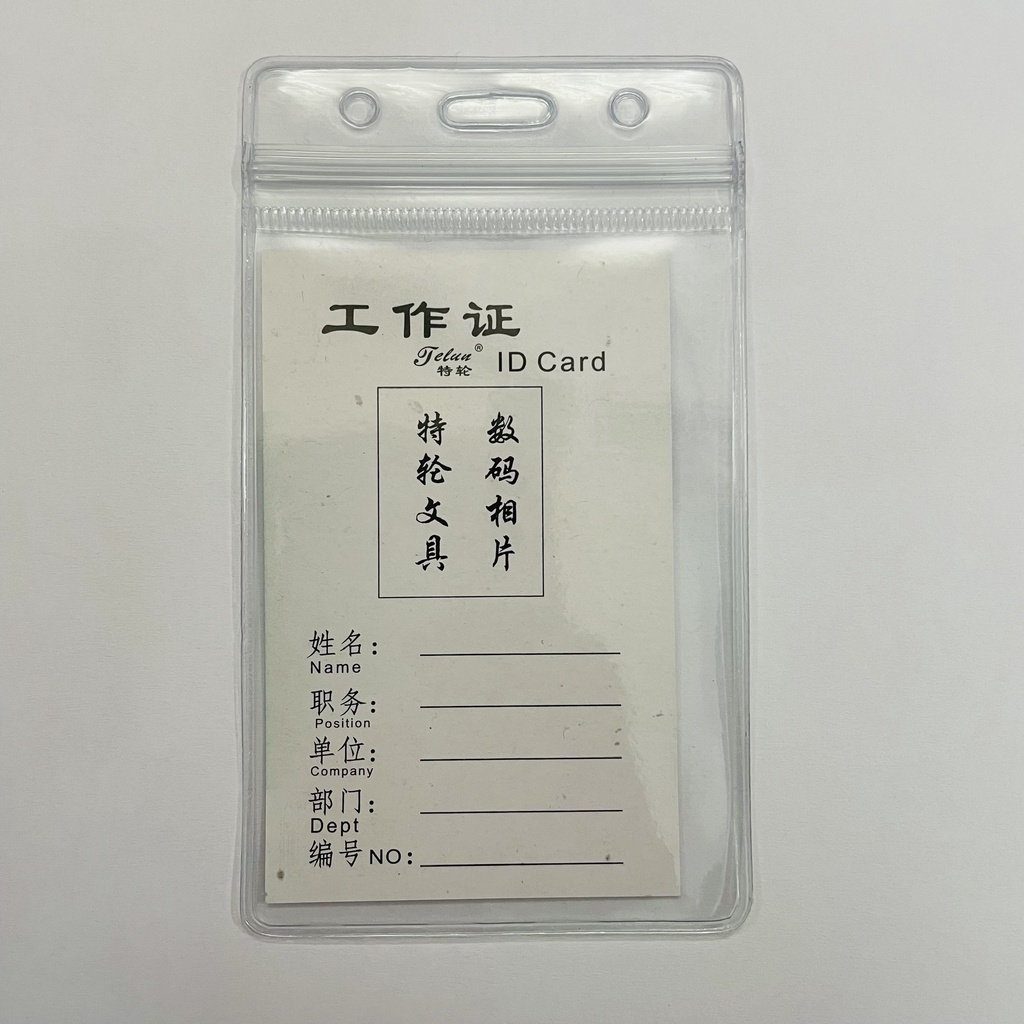 工作证
Telun® ID Card
特轮
数码相片
特轮文具
姓名：
Name
职务：
Position
单位：
Company
部门：
Dept
编号NO：